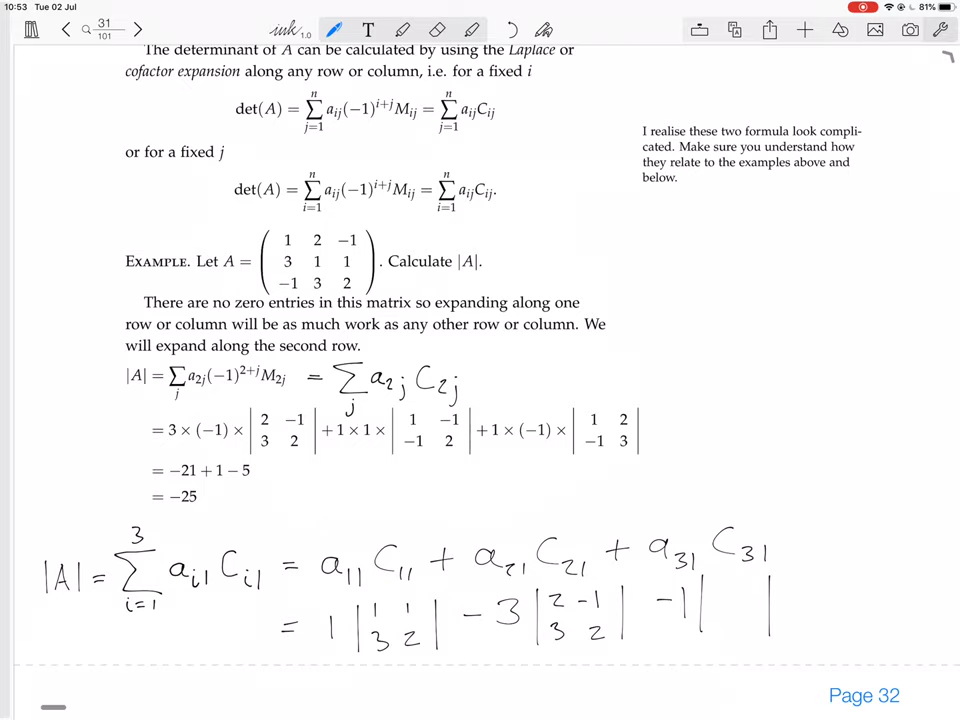 10:53 Tue 02 Jul 81%
31
101
ink 1.0 T
The determinant of A can be calculated by using the Laplace or
cofactor expansion along any row or column, i.e. for a fixed i
det(A) = ∑_{j=1}^{n} a_{ij}(−1)^{i+j} M_{ij} = ∑_{j=1}^{n} a_{ij}C_{ij}
I realise these two formula look compli-
cated. Make sure you understand how
they relate to the examples above and
below.
or for a fixed j
det(A) = ∑_{i=1}^{n} a_{ij}(−1)^{i+j} M_{ij} = ∑_{i=1}^{n} a_{ij}C_{ij}.
EXAMPLE. Let A = ( 1 2 −1 ; 3 1 1 ; −1 3 2 ). Calculate |A|.
There are no zero entries in this matrix so expanding along one
row or column will be as much work as any other row or column. We
will expand along the second row.
|A| = ∑_j a_{2j}(−1)^{2+j} M_{2j} = ∑_j a_{2j} C_{2j}
= 3 × (−1) × | 2 −1 ; 3 2 | + 1 × 1 × | 1 −1 ; −1 2 | + 1 × (−1) × | 1 2 ; −1 3 |
= −21 + 1 − 5
= −25
|A| = ∑_{i=1}^{3} a_{i1} C_{i1} = a_{11} C_{11} + a_{21} C_{21} + a_{31} C_{31}
= 1 | 1 1 ; 3 2 | − 3 | 2 −1 ; 3 2 | − 1 | |
Page 32